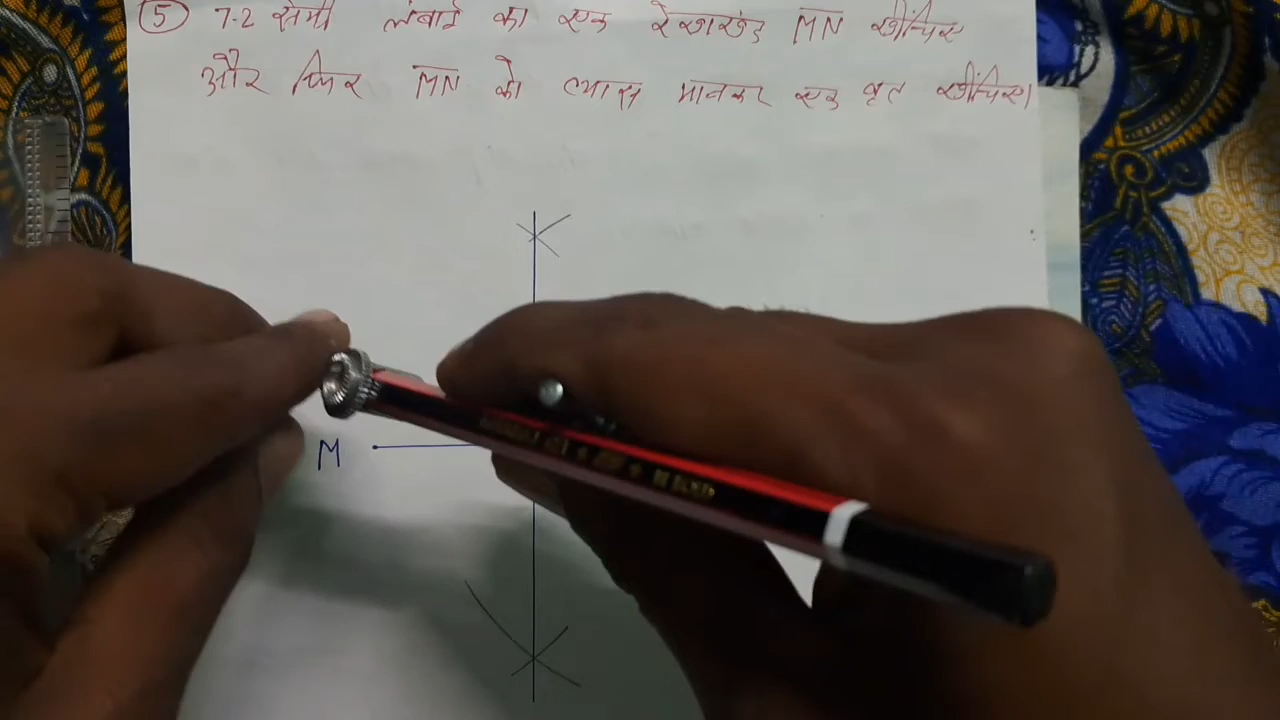 ⑤ 7.2 सेमी लंबाई का एक रेखाखंड MN खींचिए
और फिर MN को व्यास मानकर एक वृत खींचिए।
M